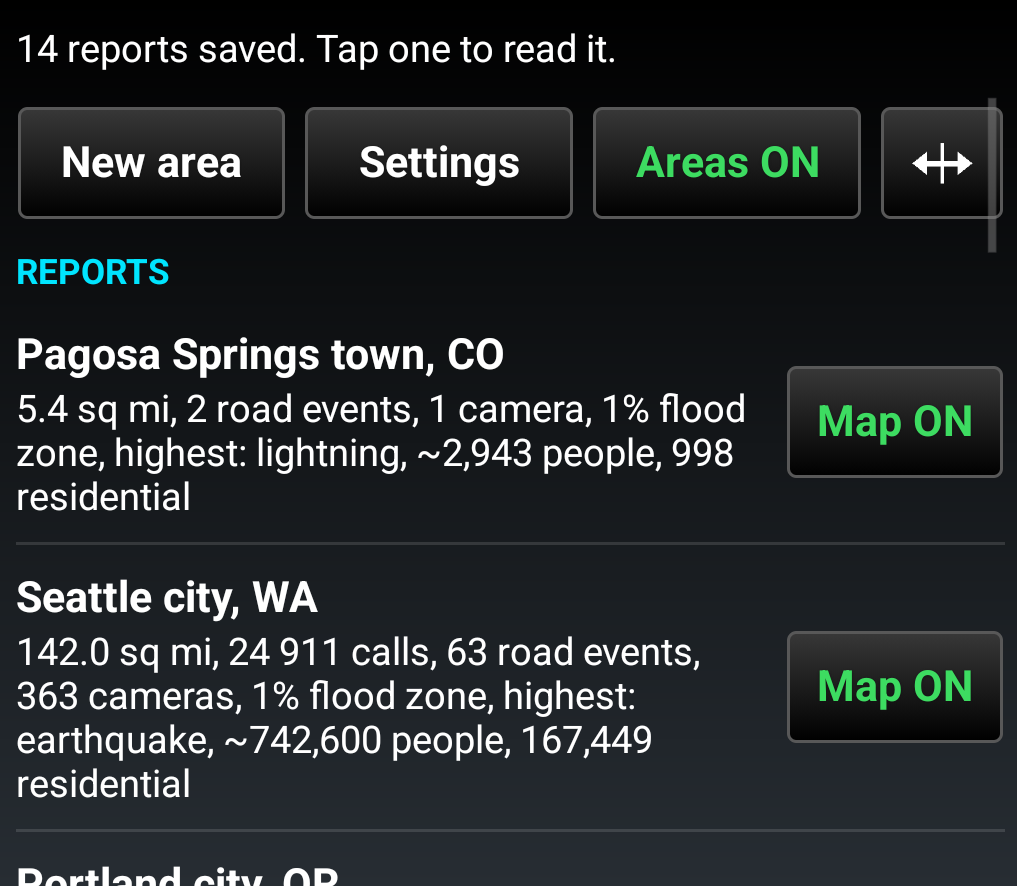 14 reports saved. Tap one to read it.
New area
Settings
Areas ON
REPORTS
Pagosa Springs town, CO
5.4 sq mi, 2 road events, 1 camera, 1% flood
zone, highest: lightning, ~2,943 people, 998
residential
Map ON
Seattle city, WA
142.0 sq mi, 24 911 calls, 63 road events,
363 cameras, 1% flood zone, highest:
earthquake, ~742,600 people, 167,449
residential
Map ON
Portland city, OR